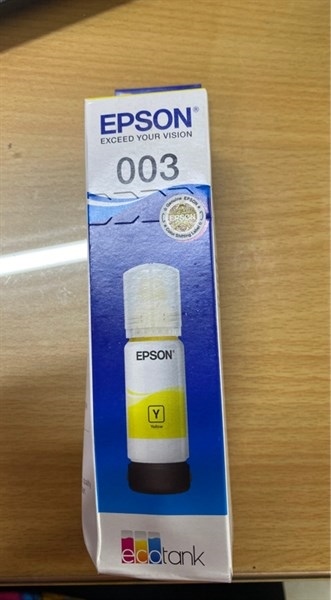 EPSON®
EXCEED YOUR VISION
003
EPSON
EPSON®
Y
Yellow
ecotank